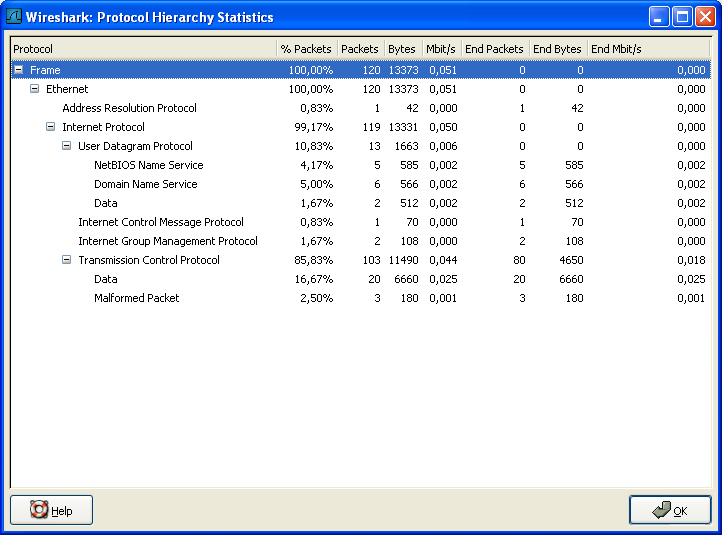 Wireshark: Protocol Hierarchy Statistics
Protocol % Packets Packets Bytes Mbit/s End Packets End Bytes End Mbit/s
Frame 100,00% 120 13373 0,051 0 0 0,000
Ethernet 100,00% 120 13373 0,051 0 0 0,000
Address Resolution Protocol 0,83% 1 42 0,000 1 42 0,000
Internet Protocol 99,17% 119 13331 0,050 0 0 0,000
User Datagram Protocol 10,83% 13 1663 0,006 0 0 0,000
NetBIOS Name Service 4,17% 5 585 0,002 5 585 0,002
Domain Name Service 5,00% 6 566 0,002 6 566 0,002
Data 1,67% 2 512 0,002 2 512 0,002
Internet Control Message Protocol 0,83% 1 70 0,000 1 70 0,000
Internet Group Management Protocol 1,67% 2 108 0,000 2 108 0,000
Transmission Control Protocol 85,83% 103 11490 0,044 80 4650 0,018
Data 16,67% 20 6660 0,025 20 6660 0,025
Malformed Packet 2,50% 3 180 0,001 3 180 0,001
Help OK